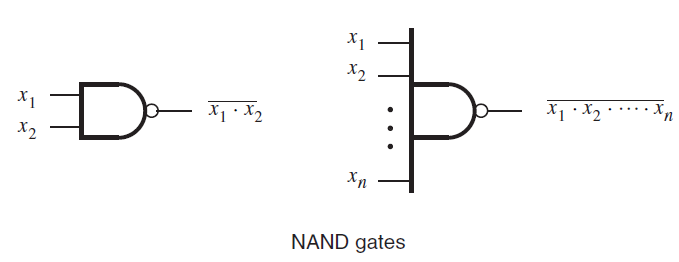 x₁
x₂
x₁ · x₂
x₁
x₂
xₙ
x₁ · x₂ · ···· xₙ
NAND gates